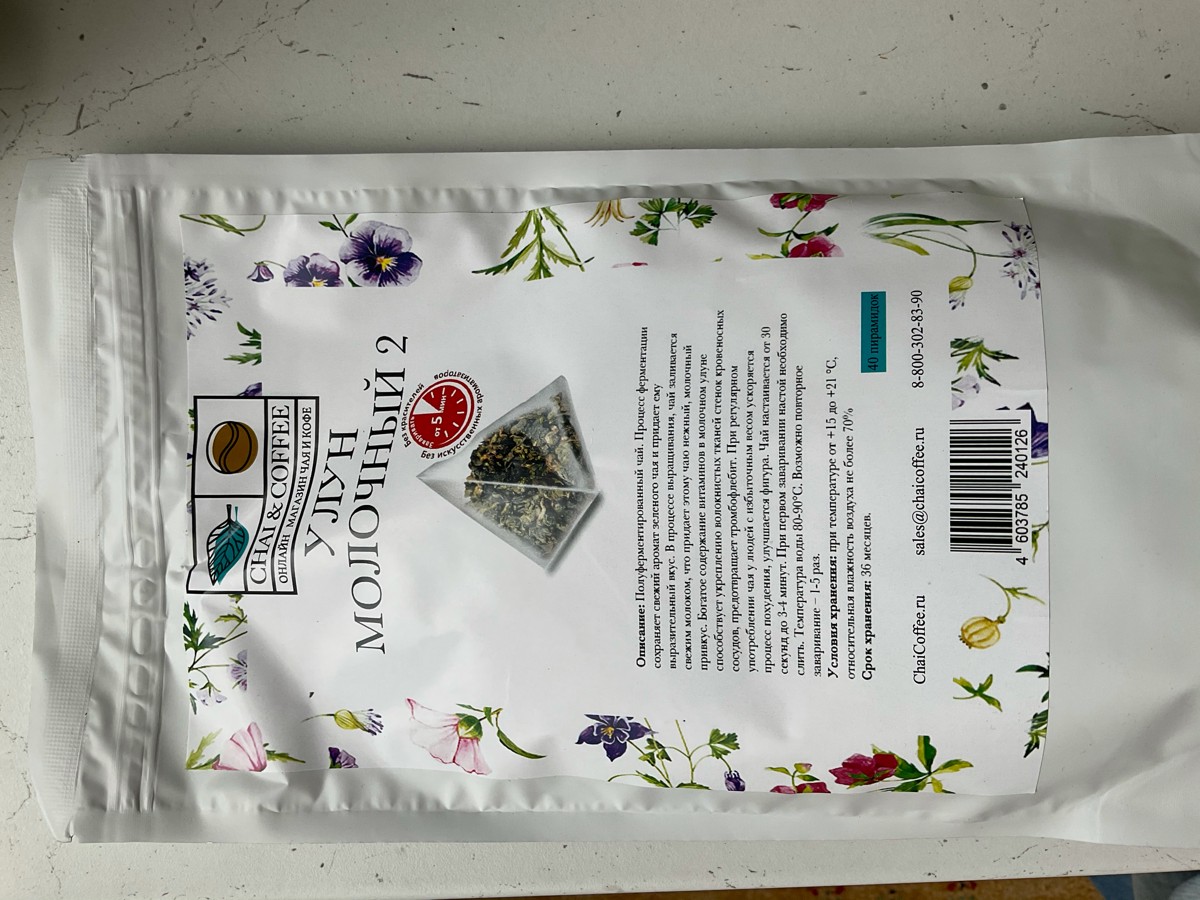 CHAI & COFFEE
ОНЛАЙН МАГАЗИН ЧАЯ И КОФЕ
УЛУН
МОЛОЧНЫЙ 2
Без красителей
Заваривать
от 5 мин
Без искусственных ароматизаторов
Описание: Полуферментированный чай. Процесс ферментации
сохраняет свежий аромат зеленого чая и придает ему
выразительный вкус. В процессе выращивания, чай заливается
свежим молоком, что придает этому чаю нежный, молочный
привкус. Богатое содержание витаминов в молочном улуне
способствует укреплению волокнистых тканей стенок кровеносных
сосудов, предотвращает тромбофлебит. При регулярном
употреблении чая у людей с избыточным весом ускоряется
процесс похудения, улучшается фигура. Чай настаивается от 30
секунд до 3-4 минут. При первом заваривании настой необходимо
слить. Температура воды 80-90°C. Возможно повторное
заваривание – 1-5 раз.
Условия хранения: при температуре от +15 до +21 °C,
относительная влажность воздуха не более 70%
Срок хранения: 36 месяцев.
40 пирамидок
ChaiCoffee.ru sales@chaicoffee.ru 8-800-302-83-90
4 603785 240126